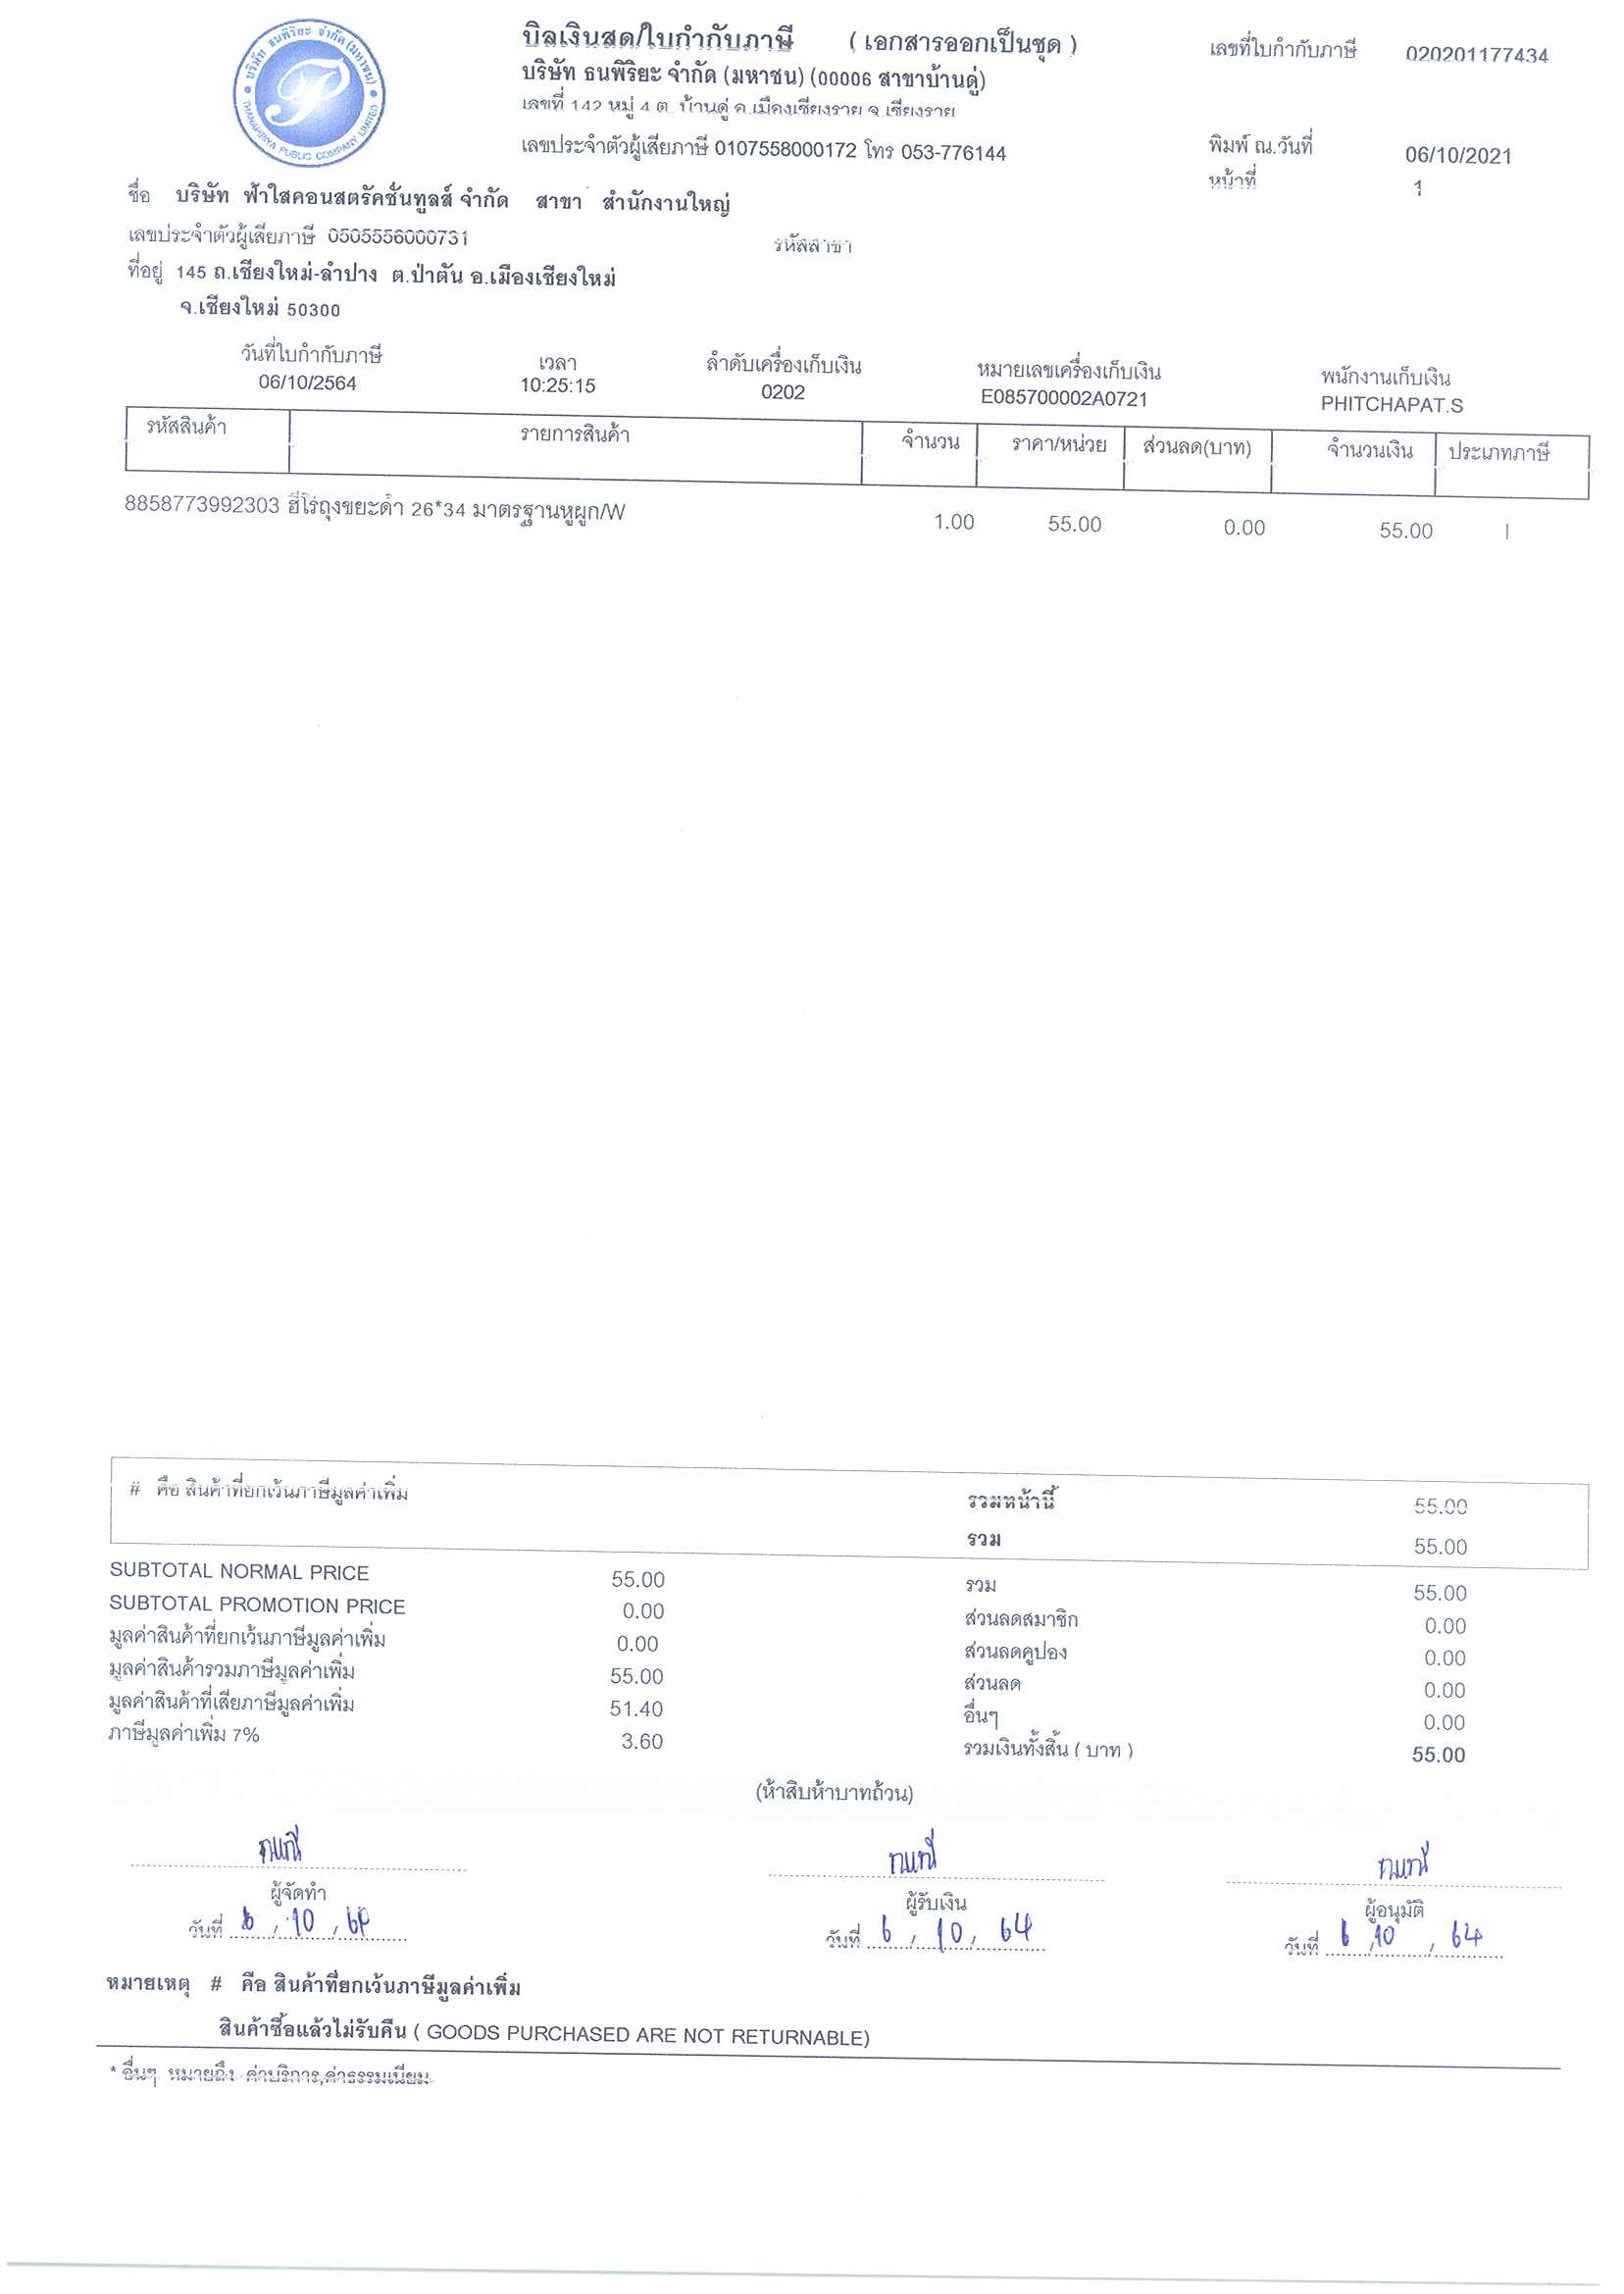 บริษัท ธนพิริยะ จำกัด (มหาชน)
THANAPIRIYA PUBLIC COMPANY LIMITED
บิลเงินสด/ใบกำกับภาษี ( เอกสารออกเป็นชุด )
เลขที่ใบกำกับภาษี 020201177434
บริษัท ธนพิริยะ จำกัด (มหาชน) (00006 สาขาบ้านดู่)
เลขที่ 142 หมู่ 4 ต. บ้านดู่ อ.เมืองเชียงราย จ.เชียงราย
เลขประจำตัวผู้เสียภาษี 0107558000172 โทร 053-776144
พิมพ์ ณ.วันที่ 06/10/2021
หน้าที่ 1
ชื่อ บริษัท ฟ้าใสคอนสตรัคชั่นทูลส์ จำกัด สาขา สำนักงานใหญ่
เลขประจำตัวผู้เสียภาษี 0505556000731 รหัสสาขา
ที่อยู่ 145 ถ.เชียงใหม่-ลำปาง ต.ป่าตัน อ.เมืองเชียงใหม่
จ.เชียงใหม่ 50300
วันที่ใบกำกับภาษี เวลา ลำดับเครื่องเก็บเงิน หมายเลขเครื่องเก็บเงิน พนักงานเก็บเงิน
06/10/2564 10:25:15 0202 E085700002A0721 PHITCHAPAT.S
รหัสสินค้า รายการสินค้า จำนวน ราคา/หน่วย ส่วนลด(บาท) จำนวนเงิน ประเภทภาษี
8858773992303 ฮีโร่ถุงขยะดำ 26*34 มาตรฐานหูผูก/W 1.00 55.00 0.00 55.00 I
# คือ สินค้าที่ยกเว้นภาษีมูลค่าเพิ่ม รวมหน้านี้ 55.00
รวม 55.00
SUBTOTAL NORMAL PRICE 55.00 รวม 55.00
SUBTOTAL PROMOTION PRICE 0.00 ส่วนลดสมาชิก 0.00
มูลค่าสินค้าที่ยกเว้นภาษีมูลค่าเพิ่ม 0.00 ส่วนลดคูปอง 0.00
มูลค่าสินค้ารวมภาษีมูลค่าเพิ่ม 55.00 ส่วนลด 0.00
มูลค่าสินค้าที่เสียภาษีมูลค่าเพิ่ม 51.40 อื่นๆ 0.00
ภาษีมูลค่าเพิ่ม 7% 3.60 รวมเงินทั้งสิ้น ( บาท ) 55.00
(ห้าสิบห้าบาทถ้วน)
ผู้จัดทำ ผู้รับเงิน ผู้อนุมัติ
วันที่ 6 / 10 / 64 วันที่ 6 / 10 / 64 วันที่ 6 / 10 / 64
หมายเหตุ # คือ สินค้าที่ยกเว้นภาษีมูลค่าเพิ่ม
สินค้าซื้อแล้วไม่รับคืน ( GOODS PURCHASED ARE NOT RETURNABLE)
* อื่นๆ หมายถึง ค่าบริการ,ค่าธรรมเนียม